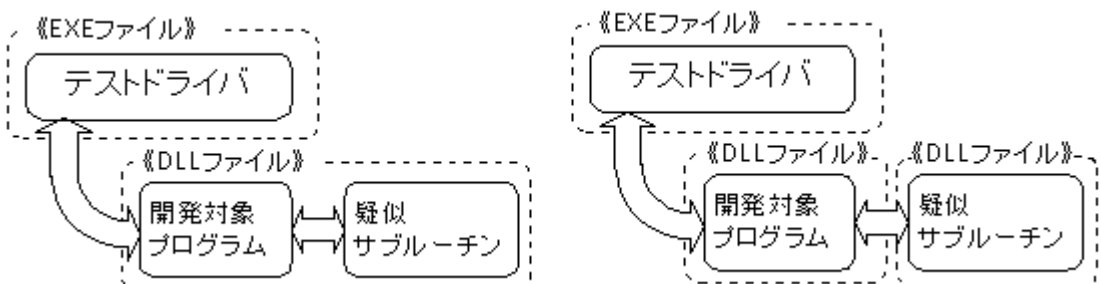 《EXEファイル》
テストドライバ
《DLLファイル》
開発対象
プログラム
疑似
サブルーチン
《EXEファイル》
テストドライバ
《DLLファイル》
《DLLファイル》
開発対象
プログラム
疑似
サブルーチン